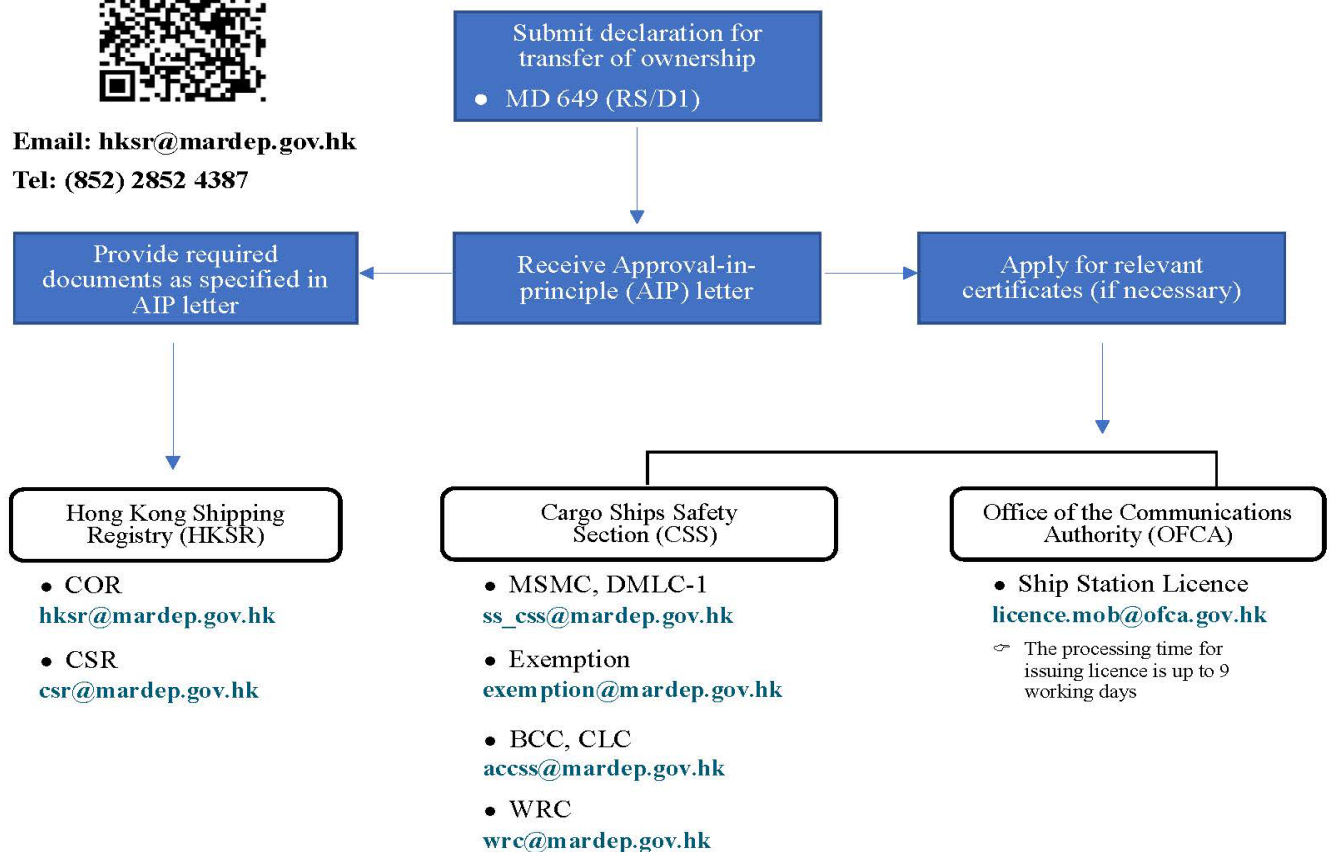 Submit declaration for
transfer of ownership
● MD 649 (RS/D1)
Email: hksr@mardep.gov.hk
Tel: (852) 2852 4387
Provide required
documents as specified in
AIP letter
Receive Approval-in-
principle (AIP) letter
Apply for relevant
certificates (if necessary)
Hong Kong Shipping
Registry (HKSR)
● COR
hksr@mardep.gov.hk
● CSR
csr@mardep.gov.hk
Cargo Ships Safety
Section (CSS)
● MSMC, DMLC-1
ss_css@mardep.gov.hk
● Exemption
exemption@mardep.gov.hk
● BCC, CLC
accss@mardep.gov.hk
● WRC
wrc@mardep.gov.hk
Office of the Communications
Authority (OFCA)
● Ship Station Licence
licence.mob@ofca.gov.hk
☞ The processing time for
issuing licence is up to 9
working days